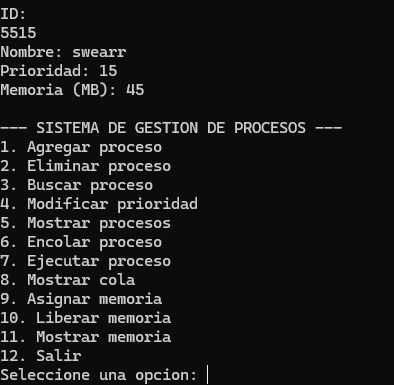 ID:
5515
Nombre: swearr
Prioridad: 15
Memoria (MB): 45
--- SISTEMA DE GESTION DE PROCESOS ---
1. Agregar proceso
2. Eliminar proceso
3. Buscar proceso
4. Modificar prioridad
5. Mostrar procesos
6. Encolar proceso
7. Ejecutar proceso
8. Mostrar cola
9. Asignar memoria
10. Liberar memoria
11. Mostrar memoria
12. Salir
Seleccione una opcion: